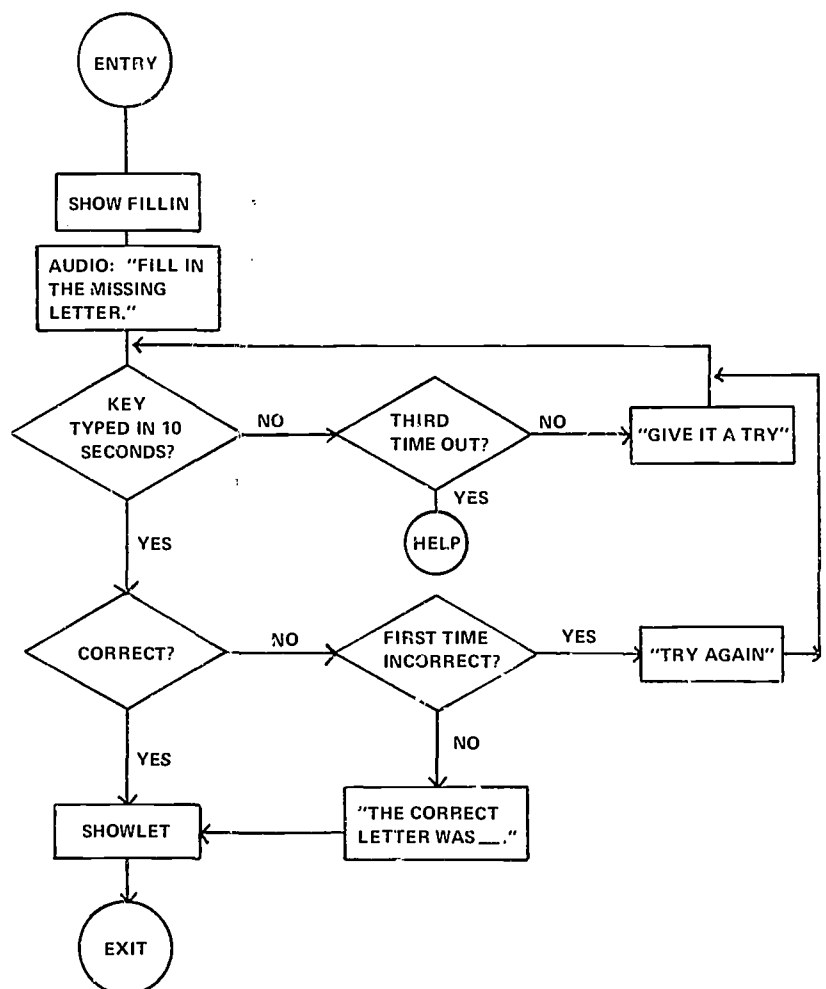 ENTRY
SHOW FILLIN
AUDIO: "FILL IN
THE MISSING
LETTER."
KEY
TYPED IN 10
SECONDS?
NO
THIRD
TIME OUT?
NO
"GIVE IT A TRY"
YES
HELP
YES
CORRECT?
NO
FIRST TIME
INCORRECT?
YES
"TRY AGAIN"
NO
YES
SHOWLET
"THE CORRECT
LETTER WAS __."
EXIT